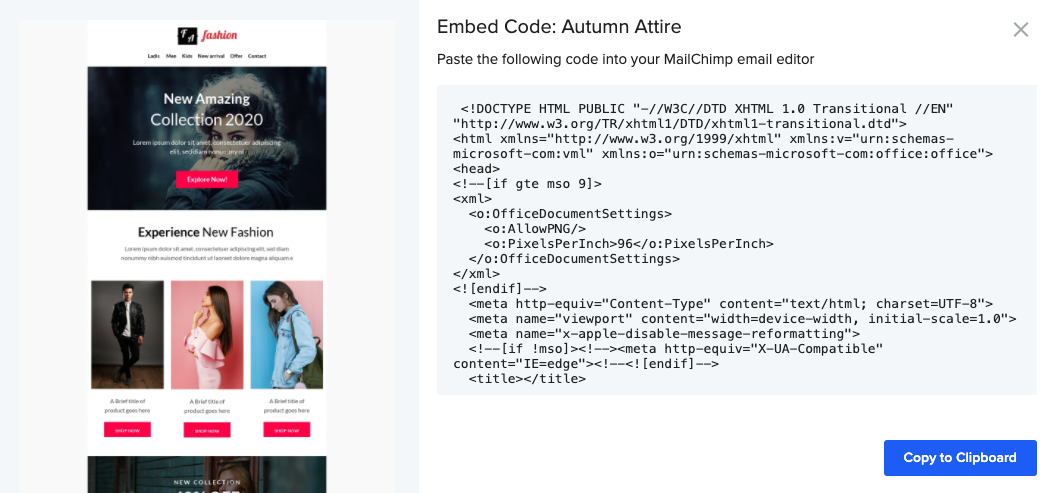 FA fashion
Ladis Man Kids New arrival Offer Contact
New Amazing
Collection 2020
Lorem ipsum dolor sit amet, consectetuer adipiscing
elit, sed diam nonummy ni
Explore Now!
Experience New Fashion
Lorem ipsum dolor sit amet, consectetuer adipiscing elit, sed diam
nonummy nibh euismod tincidunt ut laoreet dolore magna aliquam e
A Brief title of
product goes here
A Brief title of
product goes here
A Brief title of
product goes here
SHOP NOW
SHOP NOW
SHOP NOW
NEW COLLECTION
Embed Code: Autumn Attire
Paste the following code into your MailChimp email editor
<!DOCTYPE HTML PUBLIC "-//W3C//DTD XHTML 1.0 Transitional //EN"
"http://www.w3.org/TR/xhtml1/DTD/xhtml1-transitional.dtd">
<html xmlns="http://www.w3.org/1999/xhtml" xmlns:v="urn:schemas-
microsoft-com:vml" xmlns:o="urn:schemas-microsoft-com:office:office">
<head>
<!--[if gte mso 9]>
<xml>
<o:OfficeDocumentSettings>
<o:AllowPNG/>
<o:PixelsPerInch>96</o:PixelsPerInch>
</o:OfficeDocumentSettings>
</xml>
<![endif]-->
<meta http-equiv="Content-Type" content="text/html; charset=UTF-8">
<meta name="viewport" content="width=device-width, initial-scale=1.0">
<meta name="x-apple-disable-message-reformatting">
<!--[if !mso]><!--><meta http-equiv="X-UA-Compatible"
content="IE=edge"><!--<![endif]-->
<title></title>
Copy to Clipboard